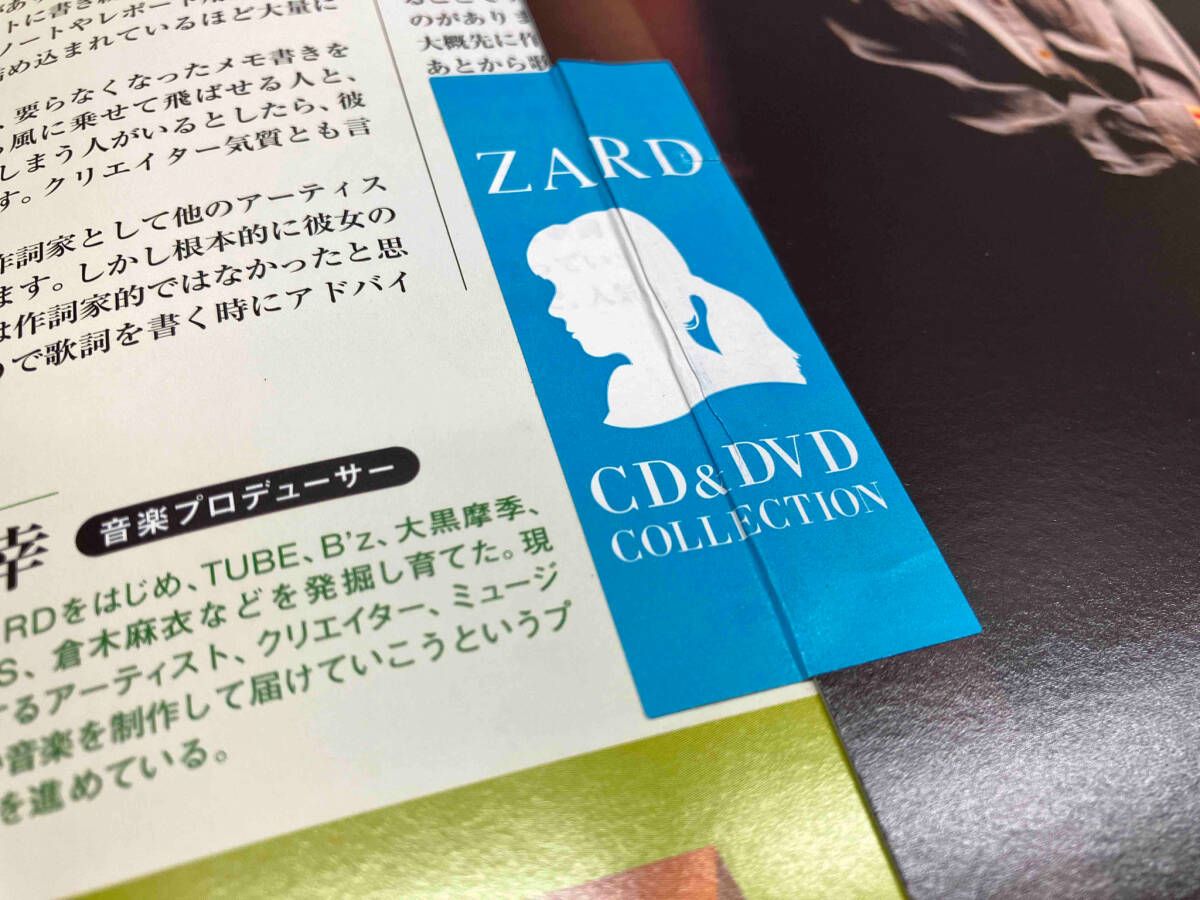 トに書き
ノートやレポート用
め込まれているほど大量に
、要らなくなったメモ書きを
風に乗せて飛ばせる人と、
しまう人がいるとしたら、彼
す。クリエイター気質とも言
作詞家として他のアーティス
ます。しかし根本的に彼女の
は作詞家的ではなかったと思
で歌詞を書く時にアドバイ
のがありま
大概先に作
あとから歌
ZARD
CD&DVD
COLLECTION
幸
音楽プロデューサー
RDをはじめ、TUBE、B'z、大黒摩季、
S、倉木麻衣などを発掘し育てた。現
するアーティスト、クリエイター、ミュージ
音楽を制作して届けていこうというプ
を進めている。